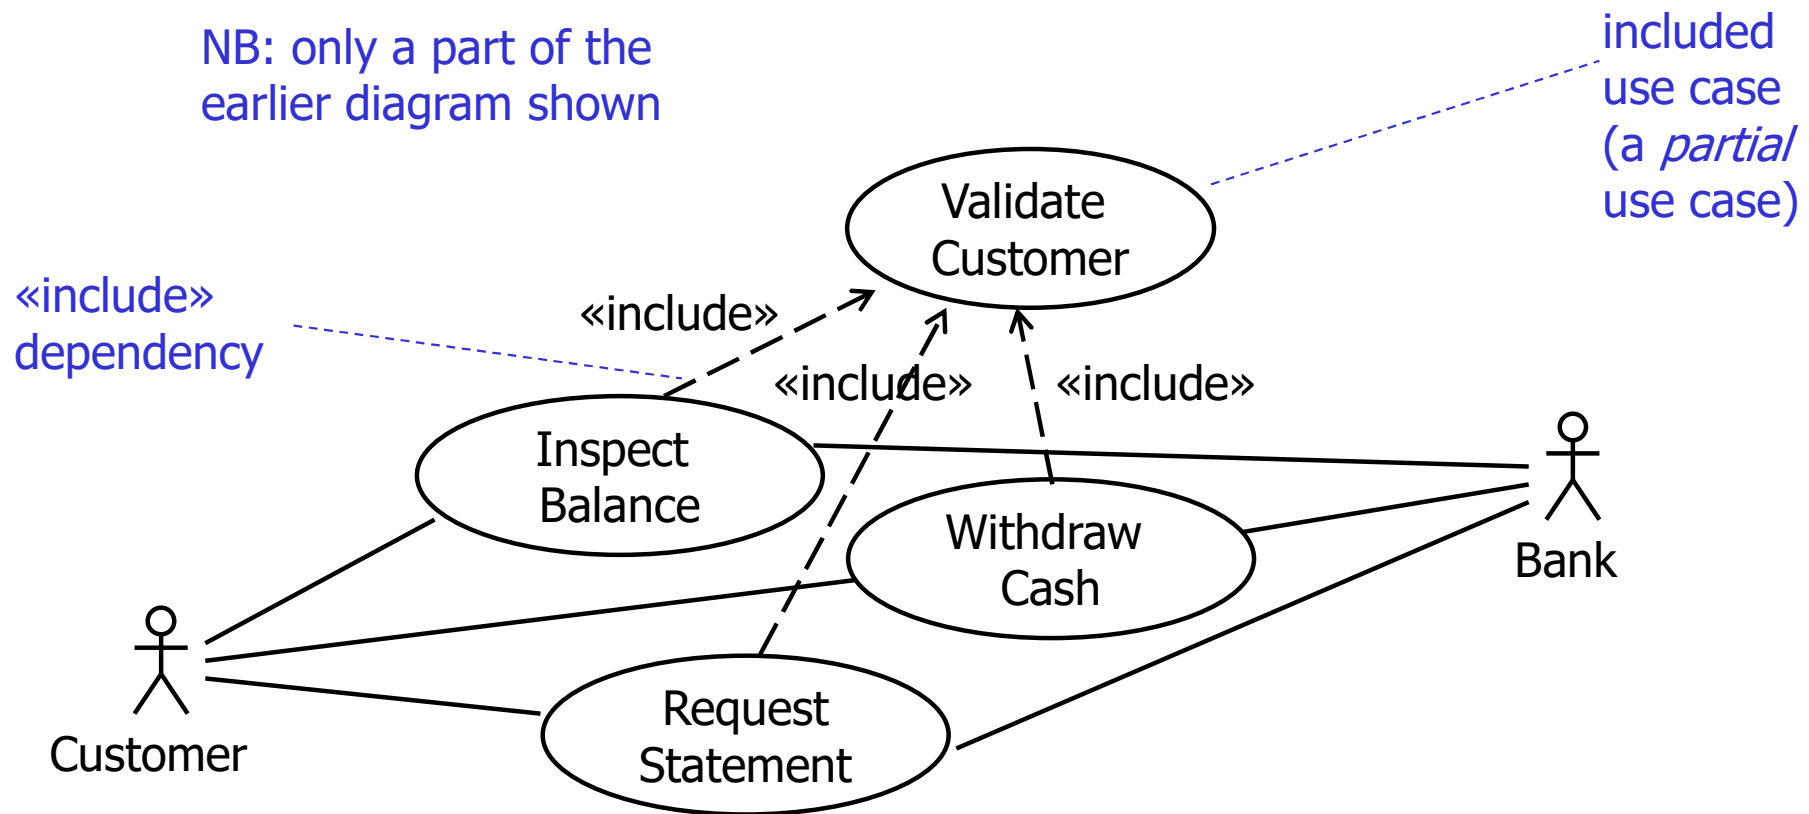 NB: only a part of the
earlier diagram shown
included
use case
(a partial
use case)
Validate
Customer
«include»
dependency
«include»
«include»
«include»
Inspect
Balance
Withdraw
Cash
Bank
Request
Statement
Customer